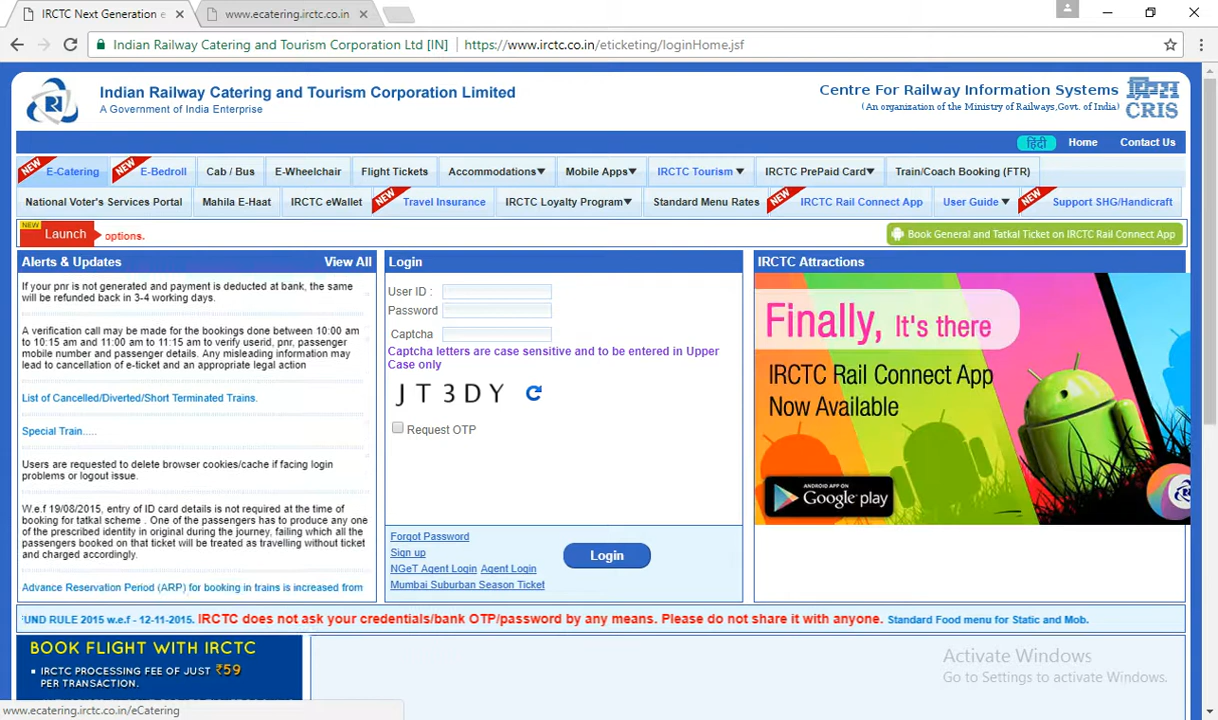 IRCTC Next Generation e
www.ecatering.irctc.co.in
Indian Railway Catering and Tourism Corporation Ltd [IN]
https://www.irctc.co.in/eticketing/loginHome.jsf
Indian Railway Catering and Tourism Corporation Limited
A Government of India Enterprise
Centre For Railway Information Systems
(An organization of the Ministry of Railways,Govt. of India)
CRIS
हिंदी Home Contact Us
NEW E-Catering NEW E-Bedroll Cab / Bus E-Wheelchair Flight Tickets Accommodations▼ Mobile Apps▼ IRCTC Tourism ▼ IRCTC PrePaid Card▼ Train/Coach Booking (FTR)
National Voter's Services Portal Mahila E-Haat IRCTC eWallet NEW Travel Insurance IRCTC Loyalty Program▼ Standard Menu Rates NEW IRCTC Rail Connect App User Guide ▼ NEW Support SHG/Handicraft
NEW
Launch options.
Book General and Tatkal Ticket on IRCTC Rail Connect App
Alerts & Updates View All
If your pnr is not generated and payment is deducted at bank, the same
will be refunded back in 3-4 working days.
A verification call may be made for the bookings done between 10:00 am
to 10:15 am and 11:00 am to 11:15 am to verify userid, pnr, passenger
mobile number and passenger details. Any misleading information may
lead to cancellation of e-ticket and an appropriate legal action
List of Cancelled/Diverted/Short Terminated Trains.
Special Train.....
Users are requested to delete browser cookies/cache if facing login
problems or logout issue.
W.e.f 19/08/2015, entry of ID card details is not required at the time of
booking for tatkal scheme . One of the passengers has to produce any one
of the prescribed identity in original during the journey, failing which all the
passengers booked on that ticket will be treated as travelling without ticket
and charged accordingly.
Advance Reservation Period (ARP) for booking in trains is increased from
Login
User ID :
Password
Captcha
Captcha letters are case sensitive and to be entered in Upper
Case only
J T 3 D Y
Request OTP
Forgot Password
Sign up
NGeT Agent Login Agent Login
Mumbai Suburban Season Ticket
Login
IRCTC Attractions
Finally, It's there
IRCTC Rail Connect App
Now Available
ANDROID APP ON
Google play
FUND RULE 2015 w.e.f - 12-11-2015. IRCTC does not ask your credentials/bank OTP/password by any means. Please do not share it with anyone. Standard Food menu for Static and Mob.
BOOK FLIGHT WITH IRCTC
IRCTC PROCESSING FEE OF JUST ₹59
PER TRANSACTION.
Activate Windows
Go to Settings to activate Windows.
www.ecatering.irctc.co.in/eCatering